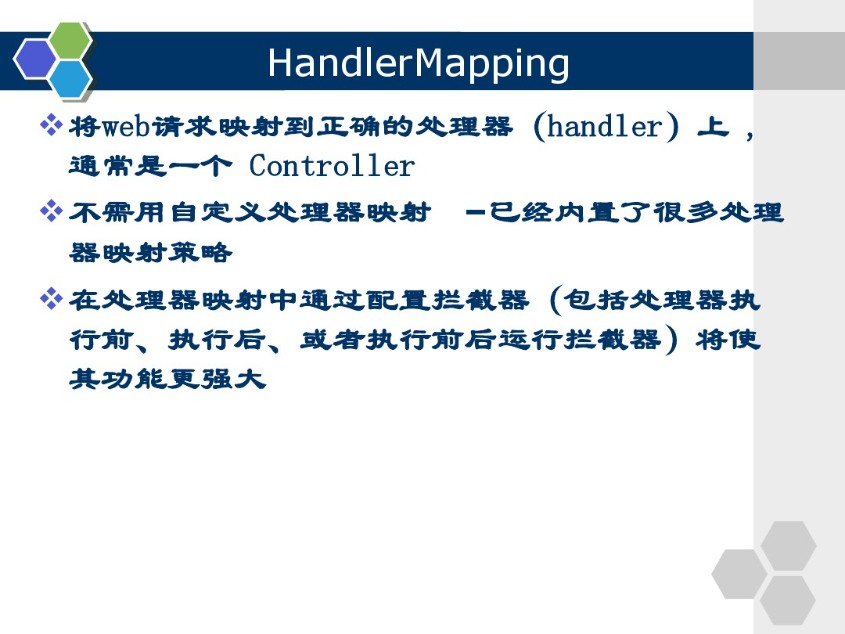 HandlerMapping
将web请求映射到正确的处理器（handler）上 ，
通常是一个 Controller
不需用自定义处理器映射 －已经内置了很多处理
器映射策略
在处理器映射中通过配置拦截器（包括处理器执
行前、执行后、或者执行前后运行拦截器）将使
其功能更强大